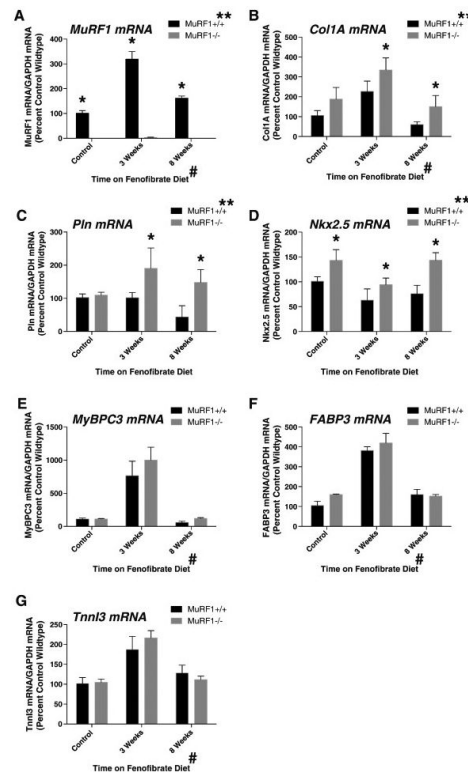 A
MuRF1 mRNA
**
MuRF1+/+
MuRF1-/-
MuRF1 mRNA/GAPDH mRNA
(Percent Control Wildtype)
400
300
200
100
0
*
*
*
Control
3 Weeks
8 Weeks
#
Time on Fenofibrate Diet
B
Col1A mRNA
**
MuRF1+/+
MuRF1-/-
Col1A mRNA/GAPDH mRNA
(Percent Control Wildtype)
500
400
300
200
100
0
*
*
Control
3 Weeks
8 Weeks
#
Time on Fenofibrate Diet
C
Pln mRNA
**
MuRF1+/+
MuRF1-/-
Pln mRNA/GAPDH mRNA
(Percent Control Wildtype)
300
200
100
0
*
*
Control
3 Weeks
8 Weeks
Time on Fenofibrate Diet
D
Nkx2.5 mRNA
**
MuRF1+/+
MuRF1-/-
Nkx2.5 mRNA/GAPDH mRNA
(Percent Control Wildtype)
200
150
100
50
0
*
*
*
Control
3 Weeks
8 Weeks
Time on Fenofibrate Diet
E
MyBPC3 mRNA
MuRF1+/+
MuRF1-/-
MyBPC3 mRNA/GAPDH mRNA
(Percent Control Wildtype)
1500
1000
500
0
Control
3 Weeks
8 Weeks
#
Time on Fenofibrate Diet
F
FABP3 mRNA
MuRF1+/+
MuRF1-/-
FABP3 mRNA/GAPDH mRNA
(Percent Control Wildtype)
500
400
300
200
100
0
Control
3 Weeks
8 Weeks
#
Time on Fenofibrate Diet
G
Tnnl3 mRNA
MuRF1+/+
MuRF1-/-
Tnnl3 mRNA/GAPDH mRNA
(Percent Control Wildtype)
250
200
150
100
50
0
Control
3 Weeks
8 Weeks
#
Time on Fenofibrate Diet